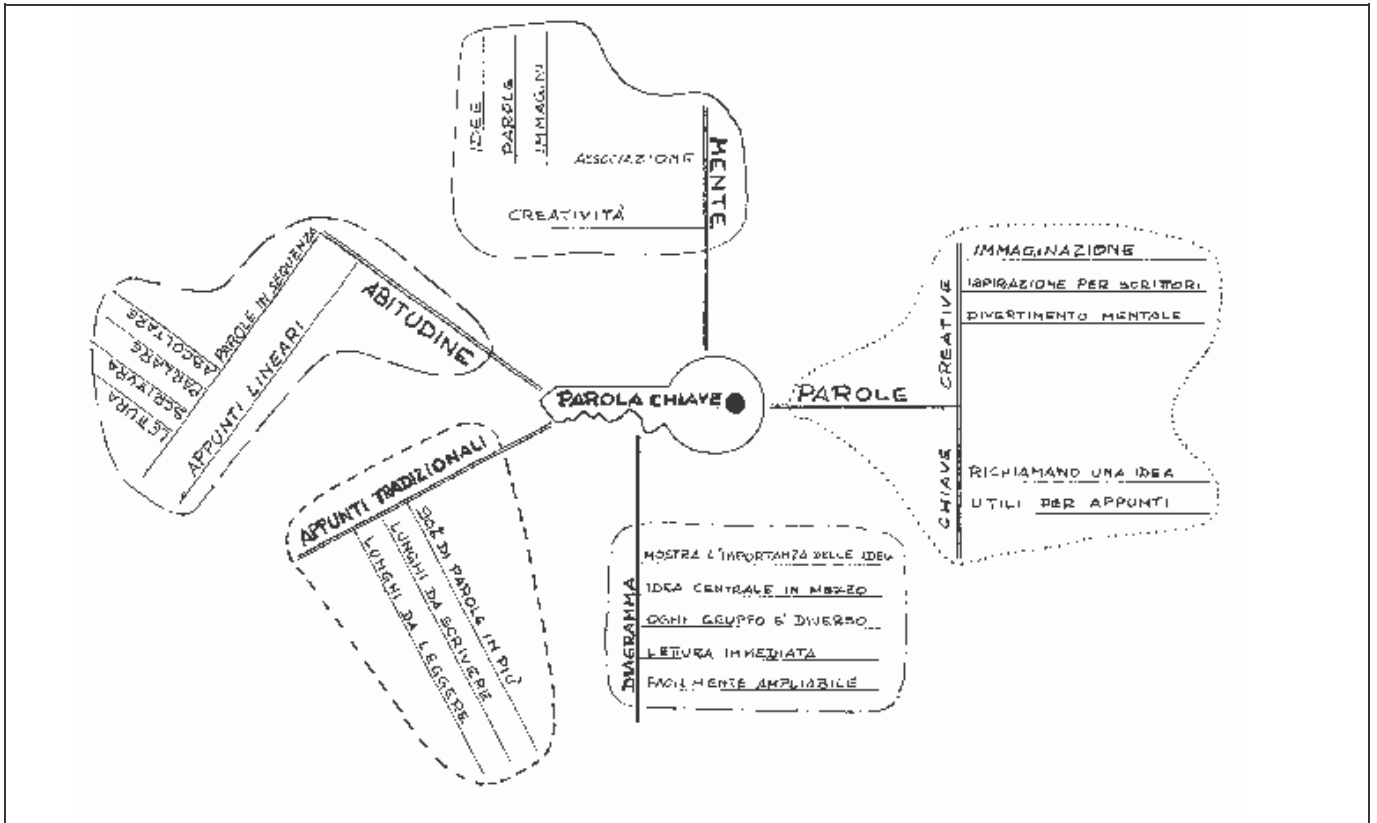 PAROLA CHIAVE
MENTE
ASSOCIAZIONE
IDEE
PAROLE
IMMAGINI
CREATIVITÀ
PAROLE
CREATIVE
IMMAGINAZIONE
ISPIRAZIONE PER SCRITTORI
DIVERTIMENTO MENTALE
CHIAVE
RICHIAMANO UNA IDEA
UTILI PER APPUNTI
DIAGRAMMA
MOSTRA L'IMPORTANZA DELLE IDEE
IDEA CENTRALE IN MEZZO
OGNI GRUPPO E' DIVERSO
LETTURA IMMEDIATA
FACILMENTE AMPLIABILE
APPUNTI TRADIZIONALI
90% DI PAROLE IN PIÙ
LUNGHI DA SCRIVERE
LUNGHI DA LEGGERE
ABITUDINE
PAROLE IN SEQUENZA
ASCOLTARE
PARLARE
SCRITTURA
LETTURA
APPUNTI LINEARI